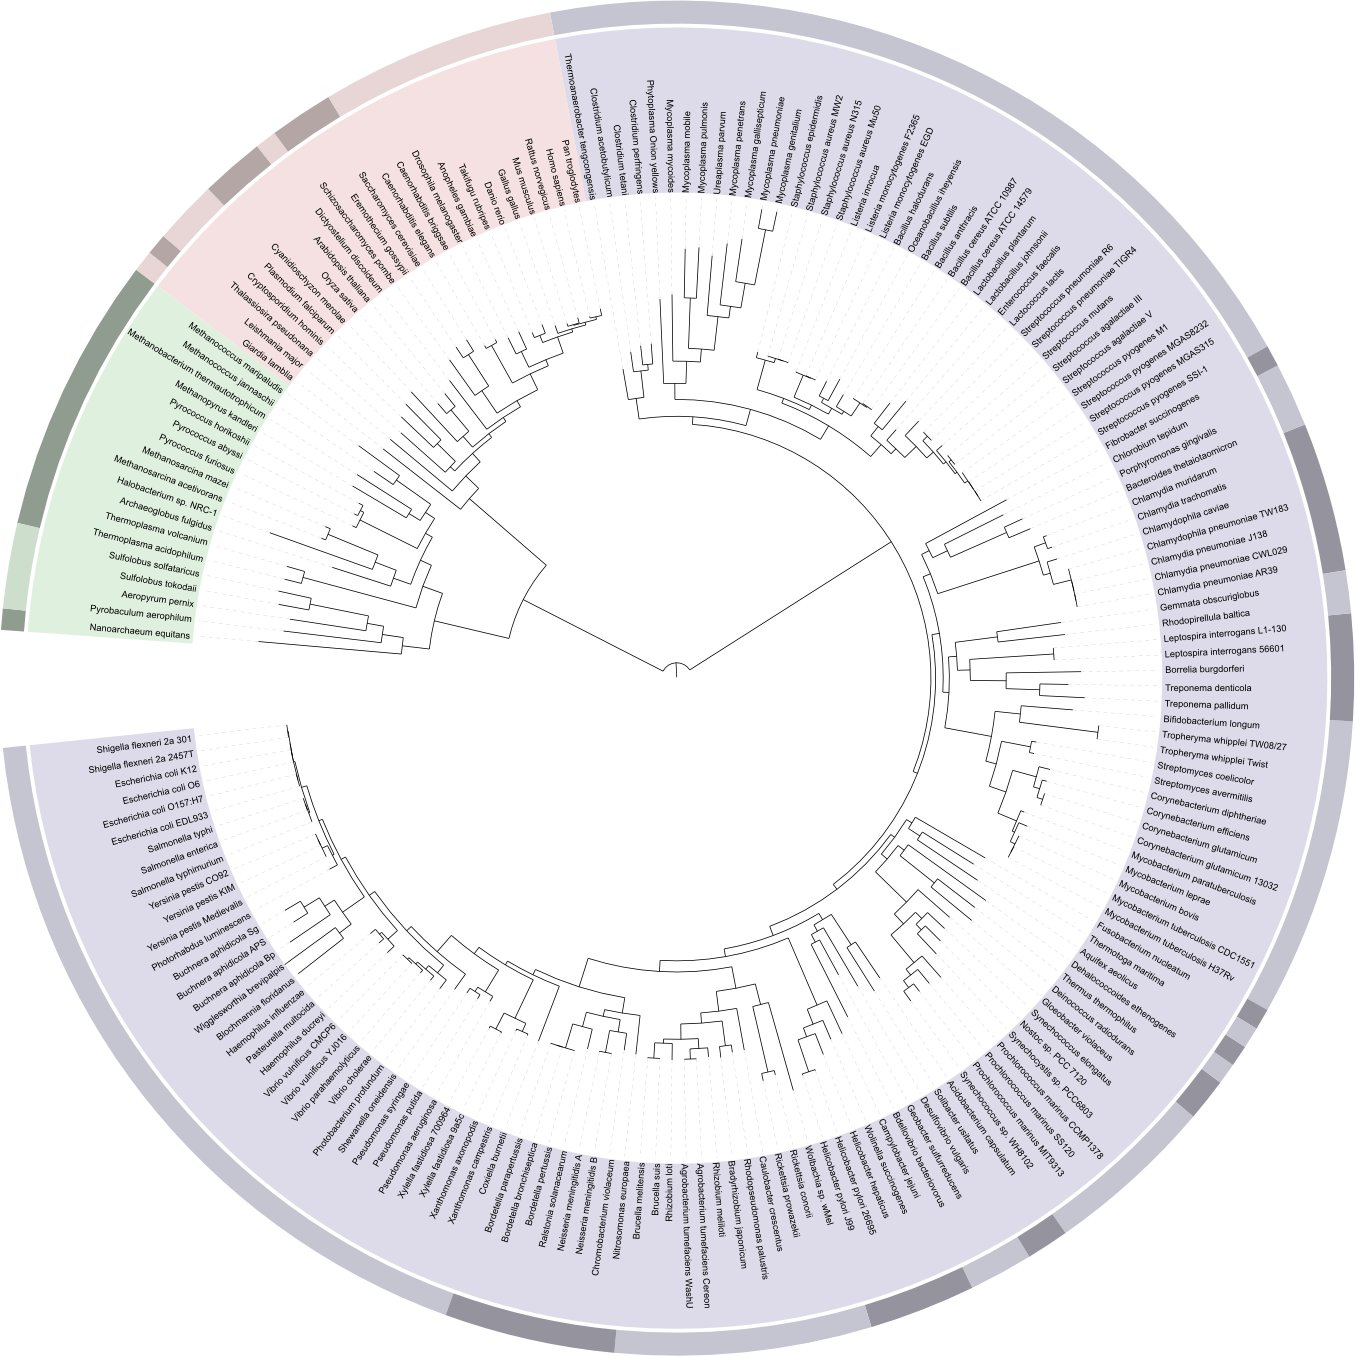 Thermoanaerobacter tengcongensis
Clostridium acetobutylicum
Clostridium tetani
Clostridium perfringens
Phytoplasma Onion yellows
Mycoplasma mycoides
Mycoplasma mobile
Mycoplasma pulmonis
Ureaplasma parvum
Mycoplasma penetrans
Mycoplasma gallisepticum
Mycoplasma pneumoniae
Mycoplasma genitalium
Staphylococcus epidermidis
Staphylococcus aureus MW2
Staphylococcus aureus N315
Staphylococcus aureus Mu50
Listeria innocua
Listeria monocytogenes F2365
Listeria monocytogenes EGD
Bacillus halodurans
Oceanobacillus iheyensis
Bacillus subtilis
Bacillus anthracis
Bacillus cereus ATCC 10987
Bacillus cereus ATCC 14579
Lactobacillus plantarum
Lactobacillus johnsonii
Enterococcus faecalis
Lactococcus lactis
Streptococcus pneumoniae R6
Streptococcus pneumoniae TIGR4
Streptococcus mutans
Streptococcus agalactiae III
Streptococcus agalactiae V
Streptococcus pyogenes M1
Streptococcus pyogenes MGAS8232
Streptococcus pyogenes MGAS315
Streptococcus pyogenes SSI-1
Fibrobacter succinogenes
Chlorobium tepidum
Porphyromonas gingivalis
Bacteroides thetaiotaomicron
Chlamydia muridarum
Chlamydia trachomatis
Chlamydophila caviae
Chlamydophila pneumoniae TW183
Chlamydia pneumoniae J138
Chlamydia pneumoniae CWL029
Chlamydia pneumoniae AR39
Gemmata obscuriglobus
Rhodopirellula baltica
Leptospira interrogans L1-130
Leptospira interrogans 56601
Borrelia burgdorferi
Treponema denticola
Treponema pallidum
Bifidobacterium longum
Tropheryma whipplei TW08/27
Tropheryma whipplei Twist
Streptomyces coelicolor
Streptomyces avermitilis
Corynebacterium diphtheriae
Corynebacterium efficiens
Corynebacterium glutamicum
Corynebacterium glutamicum 13032
Mycobacterium paratuberculosis
Mycobacterium leprae
Mycobacterium bovis
Mycobacterium tuberculosis CDC1551
Mycobacterium tuberculosis H37Rv
Fusobacterium nucleatum
Thermotoga maritima
Aquifex aeolicus
Dehalococcoides ethenogenes
Thermus thermophilus
Deinococcus radiodurans
Gloeobacter violaceus
Synechococcus elongatus
Nostoc sp. PCC 7120
Synechocystis sp. PCC6803
Prochlorococcus marinus CCMP1378
Prochlorococcus marinus SS120
Prochlorococcus marinus MIT9313
Synechococcus sp. WH8102
Acidobacterium capsulatum
Solibacter usitatus
Desulfovibrio vulgaris
Geobacter sulfurreducens
Bdellovibrio bacteriovorus
Campylobacter jejuni
Wolinella succinogenes
Helicobacter hepaticus
Helicobacter pylori 26695
Helicobacter pylori J99
Wolbachia sp. wMel
Rickettsia conorii
Rickettsia prowazekii
Caulobacter crescentus
Rhodopseudomonas palustris
Bradyrhizobium japonicum
Rhizobium meliloti
Agrobacterium tumefaciens Cereon
Agrobacterium tumefaciens WashU
Rhizobium loti
Brucella suis
Brucella melitensis
Nitrosomonas europaea
Chromobacterium violaceum
Neisseria meningitidis B
Neisseria meningitidis A
Ralstonia solanacearum
Bordetella pertussis
Bordetella bronchiseptica
Bordetella parapertussis
Coxiella burnetii
Xanthomonas campestris
Xanthomonas axonopodis
Xylella fastidiosa 9a5c
Xylella fastidiosa 700964
Pseudomonas aeruginosa
Pseudomonas putida
Pseudomonas syringae
Shewanella oneidensis
Photobacterium profundum
Vibrio cholerae
Vibrio parahaemolyticus
Vibrio vulnificus YJ016
Vibrio vulnificus CMCP6
Haemophilus ducreyi
Pasteurella multocida
Haemophilus influenzae
Blochmannia floridanus
Wigglesworthia brevipalpis
Buchnera aphidicola Bp
Buchnera aphidicola APS
Buchnera aphidicola Sg
Photorhabdus luminescens
Yersinia pestis Medievalis
Yersinia pestis KIM
Yersinia pestis CO92
Salmonella typhimurium
Salmonella enterica
Salmonella typhi
Escherichia coli EDL933
Escherichia coli O157:H7
Escherichia coli O6
Escherichia coli K12
Shigella flexneri 2a 2457T
Shigella flexneri 2a 301
Nanoarchaeum equitans
Pyrobaculum aerophilum
Aeropyrum pernix
Sulfolobus tokodaii
Sulfolobus solfataricus
Thermoplasma acidophilum
Thermoplasma volcanium
Archaeoglobus fulgidus
Halobacterium sp. NRC-1
Methanosarcina acetivorans
Methanosarcina mazei
Pyrococcus furiosus
Pyrococcus abyssi
Pyrococcus horikoshii
Methanopyrus kandleri
Methanobacterium thermautotrophicum
Methanococcus jannaschii
Methanococcus maripaludis
Giardia lamblia
Leishmania major
Thalassiosira pseudonana
Cryptosporidium hominis
Plasmodium falciparum
Cyanidioschyzon merolae
Oryza sativa
Arabidopsis thaliana
Dictyostelium discoideum
Schizosaccharomyces pombe
Eremothecium gossypii
Saccharomyces cerevisiae
Caenorhabditis elegans
Caenorhabditis briggsae
Drosophila melanogaster
Anopheles gambiae
Takifugu rubripes
Danio rerio
Gallus gallus
Mus musculus
Rattus norvegicus
Homo sapiens
Pan troglodytes